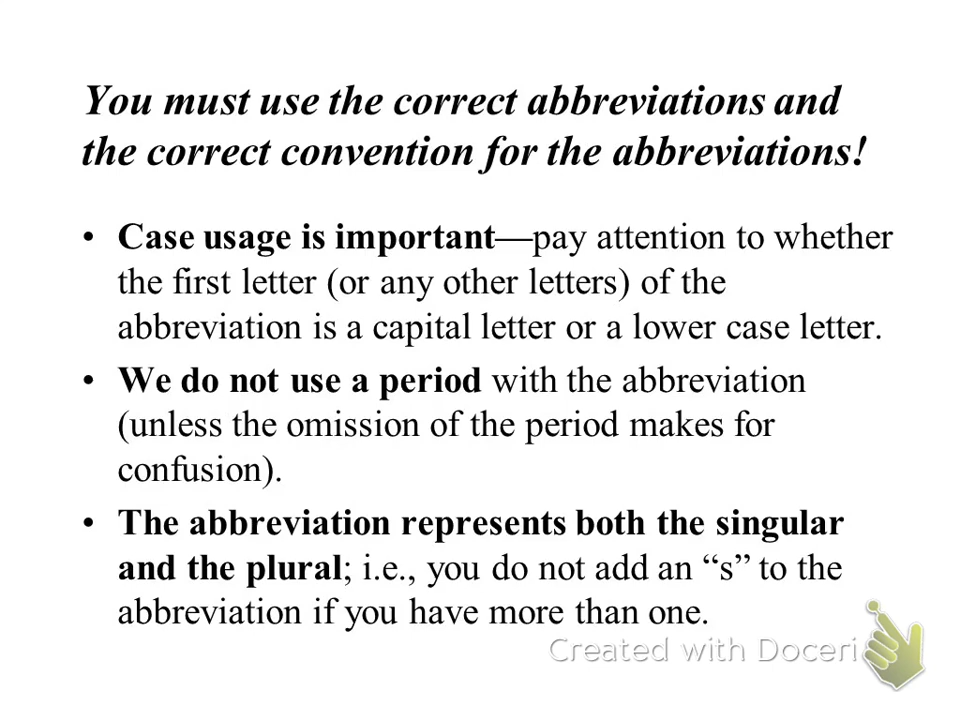 You must use the correct abbreviations and
the correct convention for the abbreviations!
• Case usage is important—pay attention to whether
the first letter (or any other letters) of the
abbreviation is a capital letter or a lower case letter.
• We do not use a period with the abbreviation
(unless the omission of the period makes for
confusion).
• The abbreviation represents both the singular
and the plural; i.e., you do not add an “s” to the
abbreviation if you have more than one.
Created with Doceri